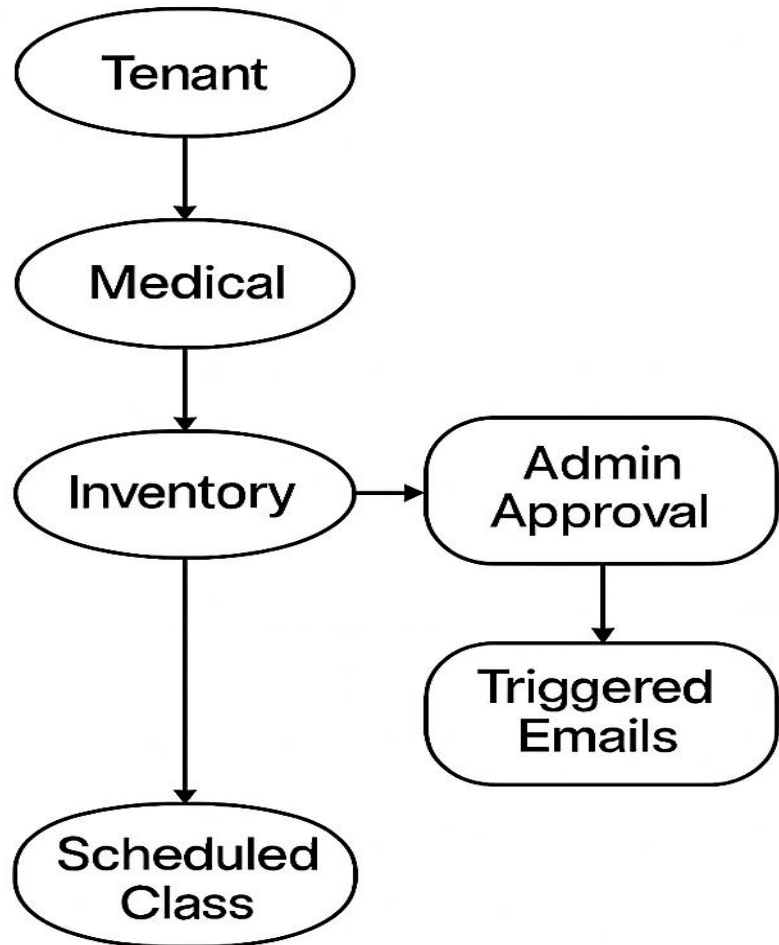 Tenant
Medical
Inventory
Admin
Approval
Triggered
Emails
Scheduled
Class